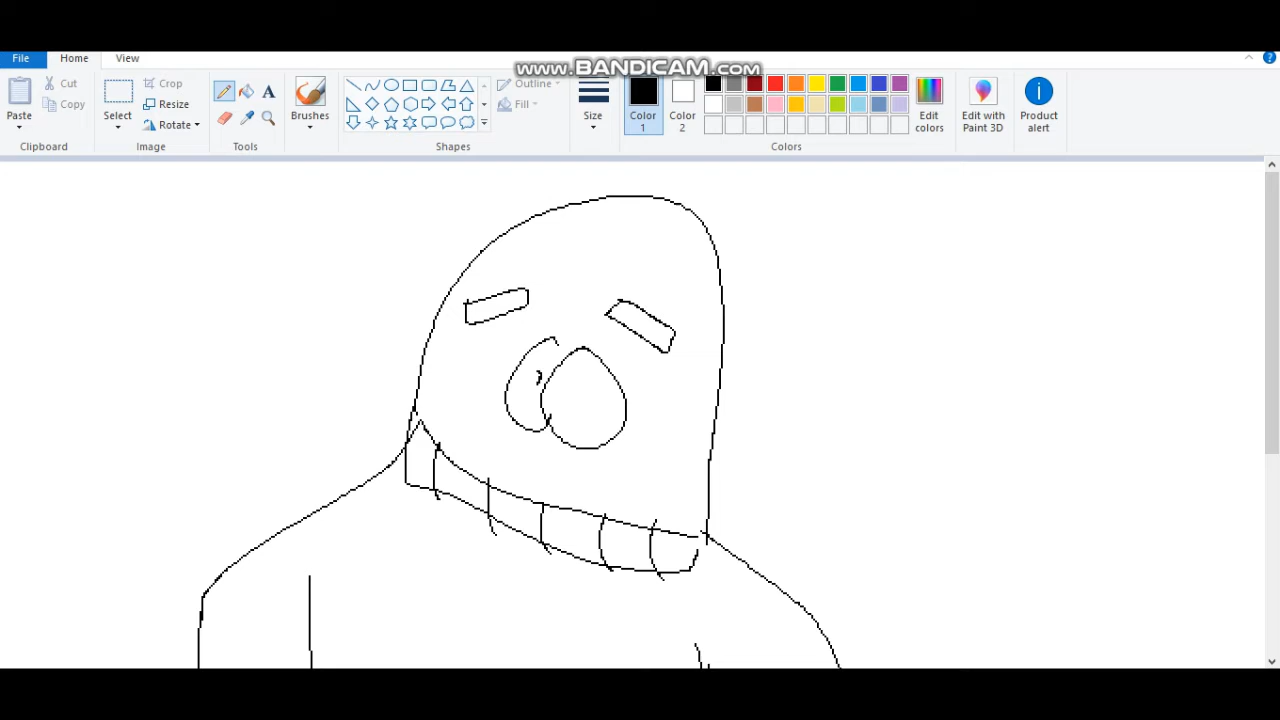 www.BANDICAM.com
File Home View
Paste Cut Copy Clipboard
Select Crop Resize Rotate Image
A Tools
Brushes
Outline Fill Shapes
Size
Color 1 Color 2 Edit colors Colors
Edit with Paint 3D
Product alert